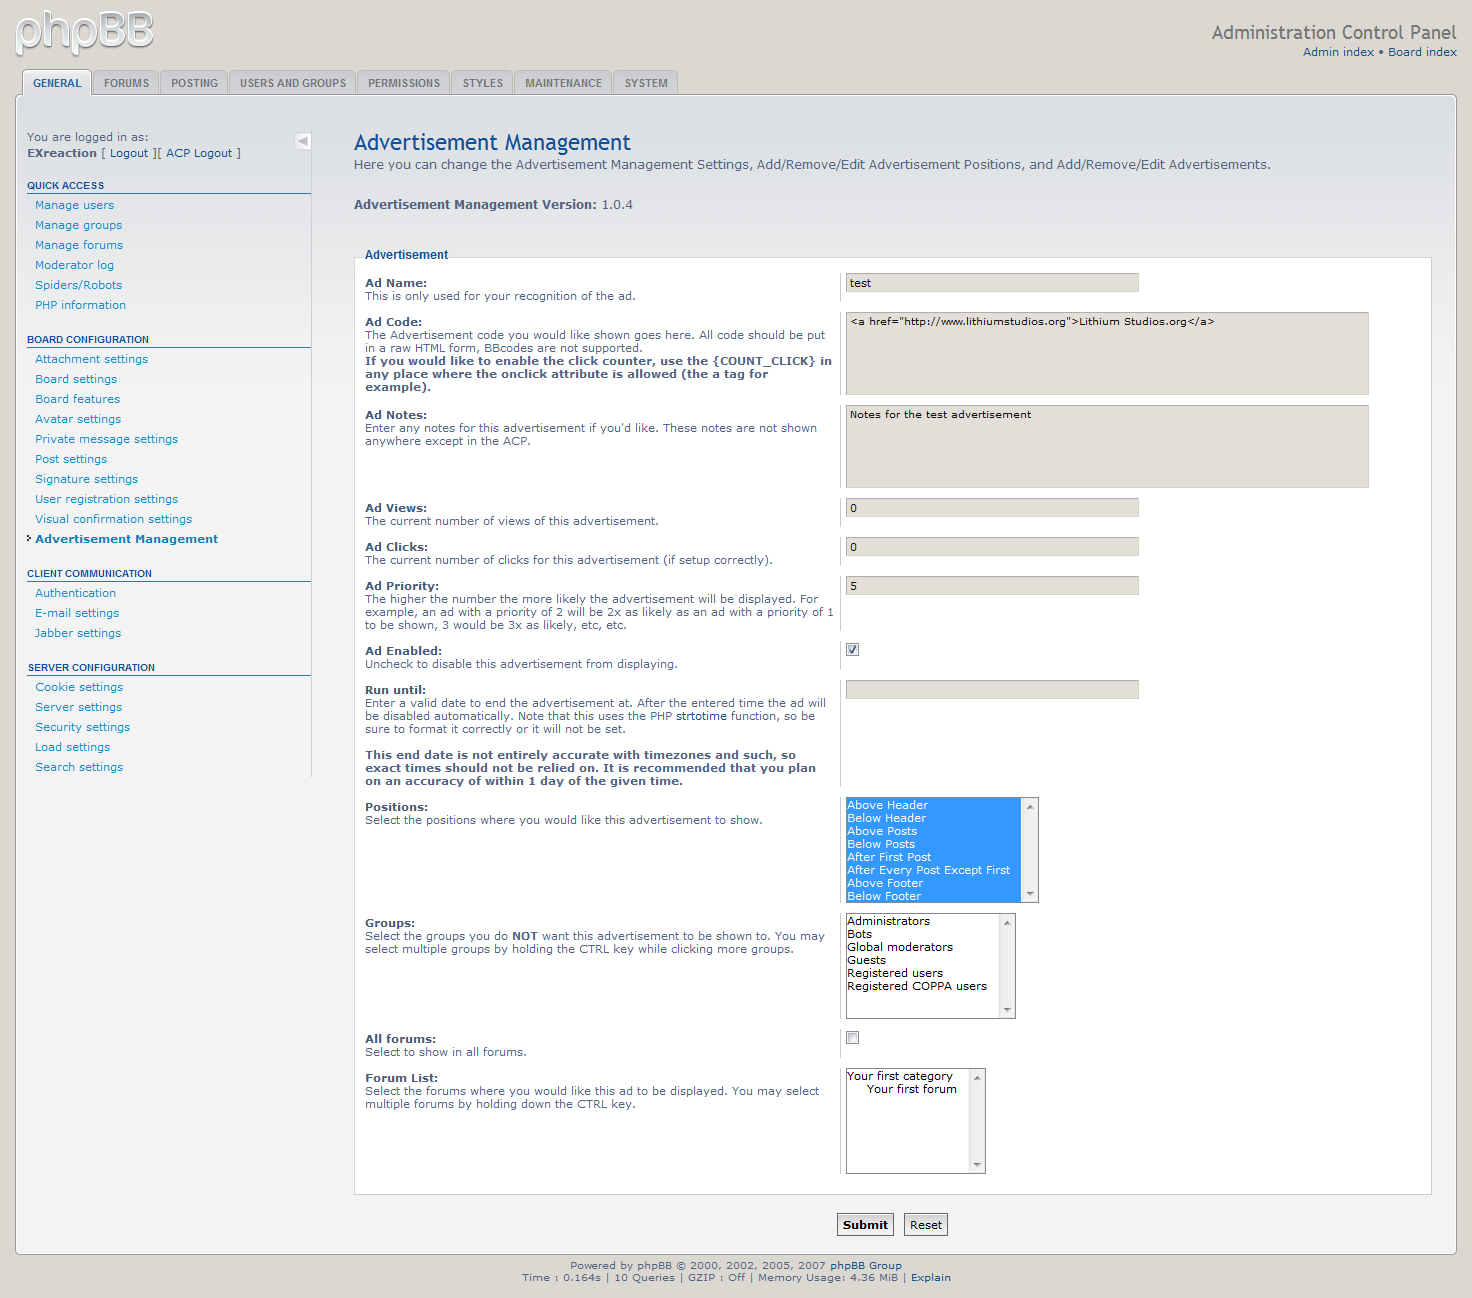 phpBB
Administration Control Panel
Admin index • Board index
GENERAL
FORUMS
POSTING
USERS AND GROUPS
PERMISSIONS
STYLES
MAINTENANCE
SYSTEM
You are logged in as:
EXreaction [ Logout ][ ACP Logout ]
QUICK ACCESS
Manage users
Manage groups
Manage forums
Moderator log
Spiders/Robots
PHP information
BOARD CONFIGURATION
Attachment settings
Board settings
Board features
Avatar settings
Private message settings
Post settings
Signature settings
User registration settings
Visual confirmation settings
Advertisement Management
CLIENT COMMUNICATION
Authentication
E-mail settings
Jabber settings
SERVER CONFIGURATION
Cookie settings
Server settings
Security settings
Load settings
Search settings
Advertisement Management
Here you can change the Advertisement Management Settings, Add/Remove/Edit Advertisement Positions, and Add/Remove/Edit Advertisements.
Advertisement Management Version: 1.0.4
Advertisement
Ad Name:
This is only used for your recognition of the ad.
test
Ad Code:
The Advertisement code you would like shown goes here. All code should be put
in a raw HTML form, BBcodes are not supported.
If you would like to enable the click counter, use the {COUNT_CLICK} in
any place where the onclick attribute is allowed (the a tag for
example).
<a href="http://www.lithiumstudios.org">Lithium Studios.org</a>
Ad Notes:
Enter any notes for this advertisement if you'd like. These notes are not shown
anywhere except in the ACP.
Notes for the test advertisement
Ad Views:
The current number of views of this advertisement.
0
Ad Clicks:
The current number of clicks for this advertisement (if setup correctly).
0
Ad Priority:
The higher the number the more likely the advertisement will be displayed. For
example, an ad with a priority of 2 will be 2x as likely as an ad with a priority of 1
to be shown, 3 would be 3x as likely, etc, etc.
5
Ad Enabled:
Uncheck to disable this advertisement from displaying.
Run until:
Enter a valid date to end the advertisement at. After the entered time the ad will
be disabled automatically. Note that this uses the PHP strtotime function, so be
sure to format it correctly or it will not be set.
This end date is not entirely accurate with timezones and such, so
exact times should not be relied on. It is recommended that you plan
on an accuracy of within 1 day of the given time.
Positions:
Select the positions where you would like this advertisement to show.
Above Header
Below Header
Above Posts
Below Posts
After First Post
After Every Post Except First
Above Footer
Below Footer
Groups:
Select the groups you do NOT want this advertisement to be shown to. You may
select multiple groups by holding the CTRL key while clicking more groups.
Administrators
Bots
Global moderators
Guests
Registered users
Registered COPPA users
All forums:
Select to show in all forums.
Forum List:
Select the forums where you would like this ad to be displayed. You may select
multiple forums by holding down the CTRL key.
Your first category
Your first forum
Submit
Reset
Powered by phpBB © 2000, 2002, 2005, 2007 phpBB Group
Time : 0.164s | 10 Queries | GZIP : Off | Memory Usage: 4.36 MiB | Explain